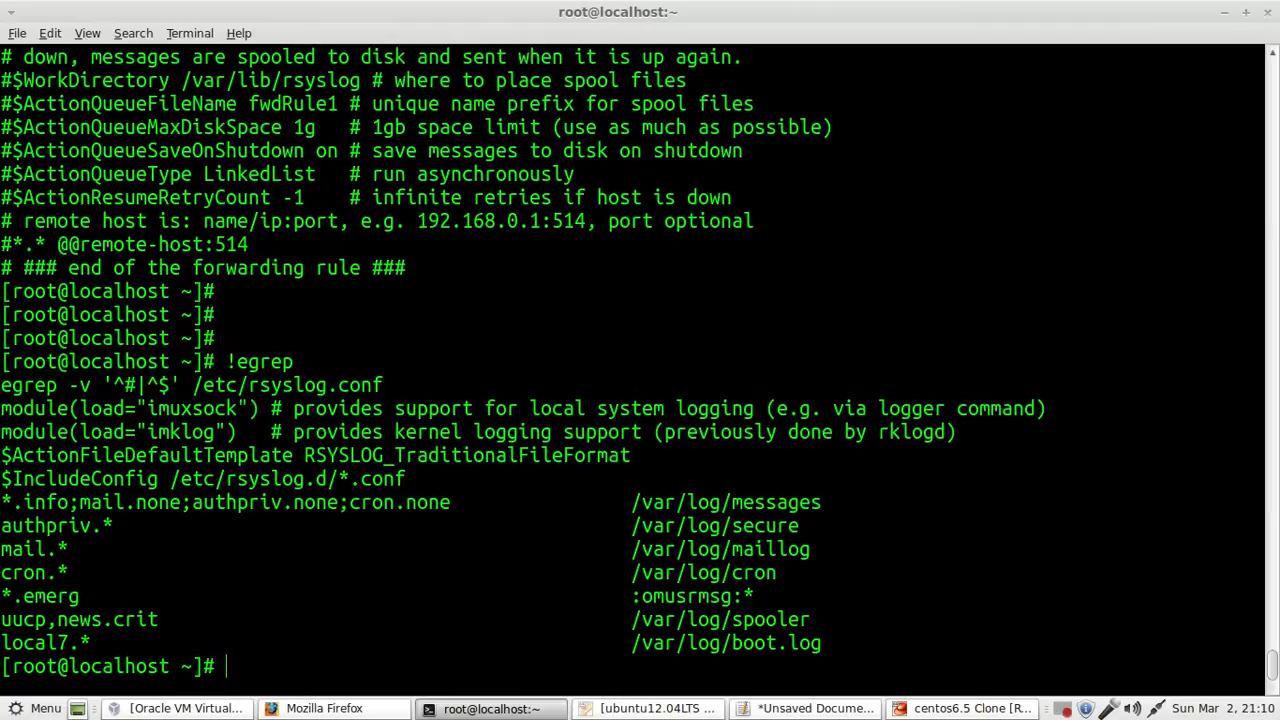 root@localhost:~
File Edit View Search Terminal Help
# down, messages are spooled to disk and sent when it is up again.
#$WorkDirectory /var/lib/rsyslog # where to place spool files
#$ActionQueueFileName fwdRule1 # unique name prefix for spool files
#$ActionQueueMaxDiskSpace 1g   # 1gb space limit (use as much as possible)
#$ActionQueueSaveOnShutdown on # save messages to disk on shutdown
#$ActionQueueType LinkedList   # run asynchronously
#$ActionResumeRetryCount -1    # infinite retries if host is down
# remote host is: name/ip:port, e.g. 192.168.0.1:514, port optional
#*.* @@remote-host:514
# ### end of the forwarding rule ###
[root@localhost ~]#
[root@localhost ~]#
[root@localhost ~]#
[root@localhost ~]# !egrep
egrep -v '^#|^$' /etc/rsyslog.conf
module(load="imuxsock") # provides support for local system logging (e.g. via logger command)
module(load="imklog")   # provides kernel logging support (previously done by rklogd)
$ActionFileDefaultTemplate RSYSLOG_TraditionalFileFormat
$IncludeConfig /etc/rsyslog.d/*.conf
*.info;mail.none;authpriv.none;cron.none                /var/log/messages
authpriv.*                                              /var/log/secure
mail.*                                                  /var/log/maillog
cron.*                                                  /var/log/cron
*.emerg                                                 :omusrmsg:*
uucp,news.crit                                          /var/log/spooler
local7.*                                                /var/log/boot.log
[root@localhost ~]#
Menu [Oracle VM Virtual... Mozilla Firefox root@localhost:~ [ubuntu12.04LTS ... *Unsaved Docume... centos6.5 Clone [R... Sun Mar 2, 21:10